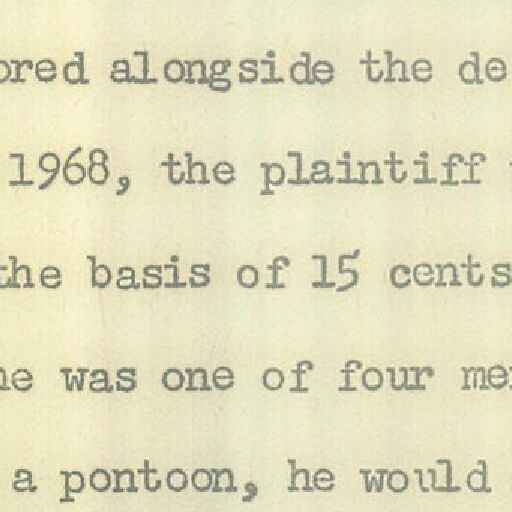 ored alongside the de
1968, the plaintiff
the basis of 15 cents
he was one of four me
a pontoon, he would